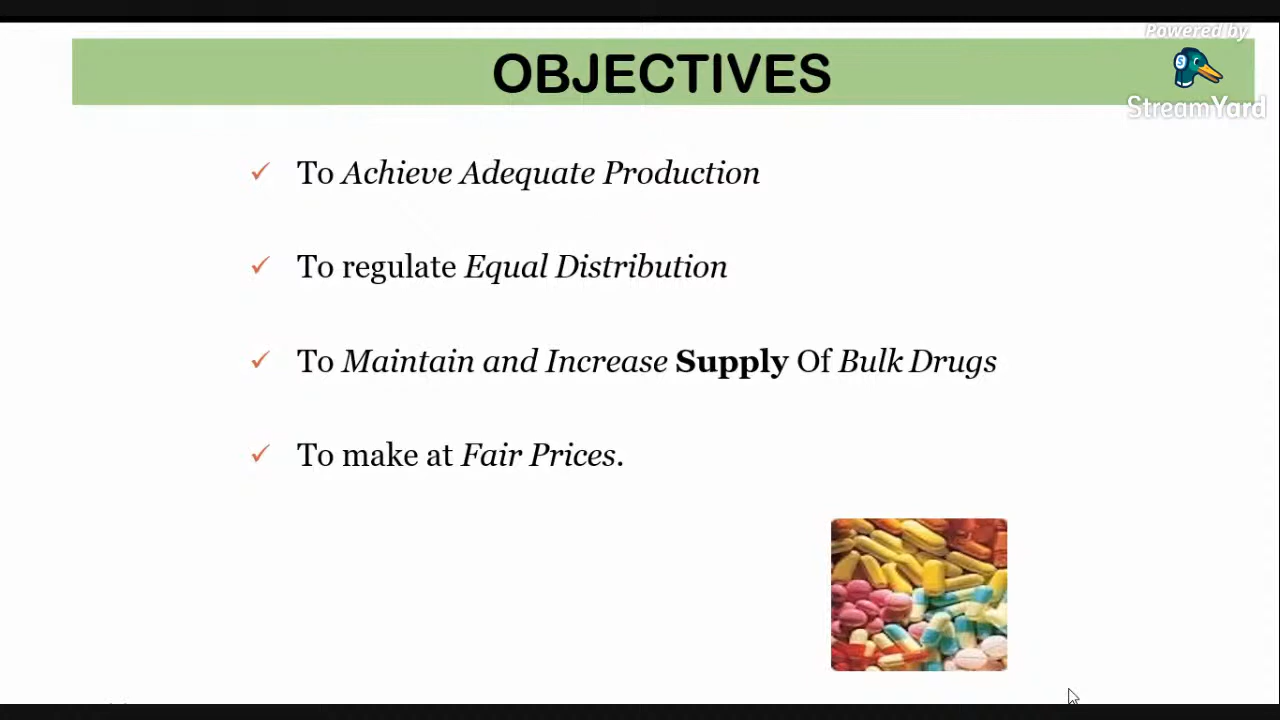 Powered by
StreamYard
OBJECTIVES
✓ To Achieve Adequate Production
✓ To regulate Equal Distribution
✓ To Maintain and Increase Supply Of Bulk Drugs
✓ To make at Fair Prices.